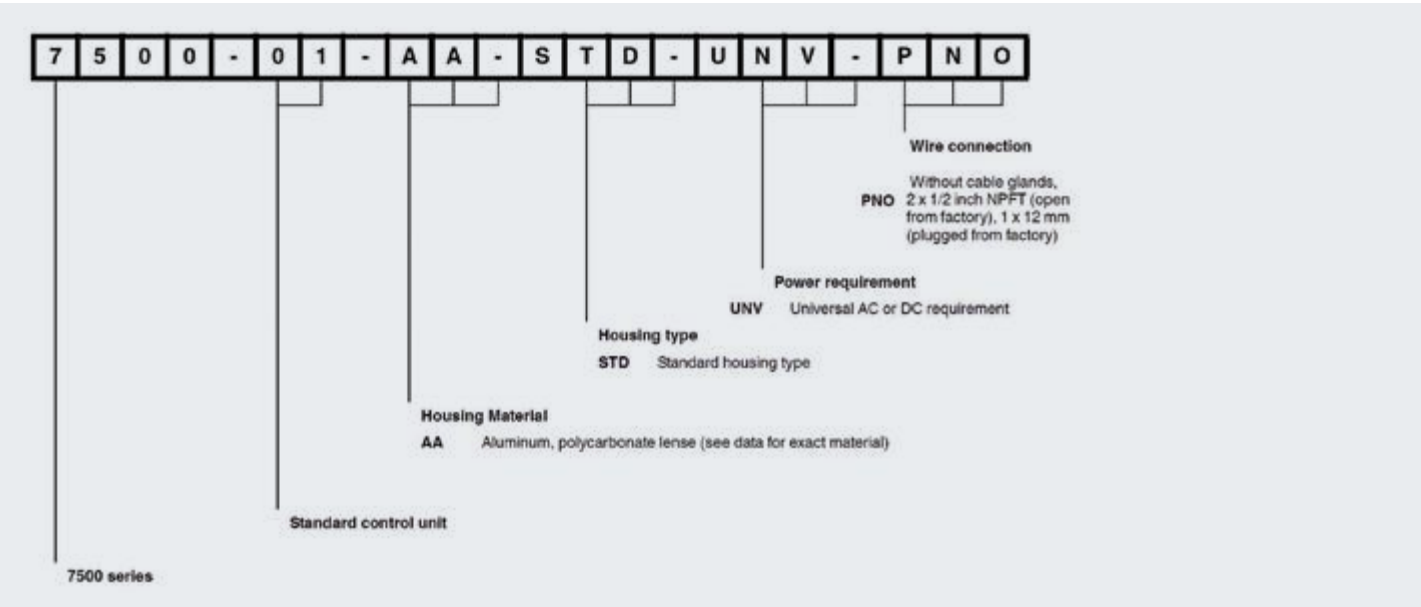 7500-01-AA-STD-UNV-PNO
Wire connection
Without cable glands,
PNO 2 x 1/2 inch NPFT (open
from factory), 1 x 12 mm
(plugged from factory)
Power requirement
UNV Universal AC or DC requirement
Housing type
STD Standard housing type
Housing Material
AA Aluminum, polycarbonate lense (see data for exact material)
Standard control unit
7500 series